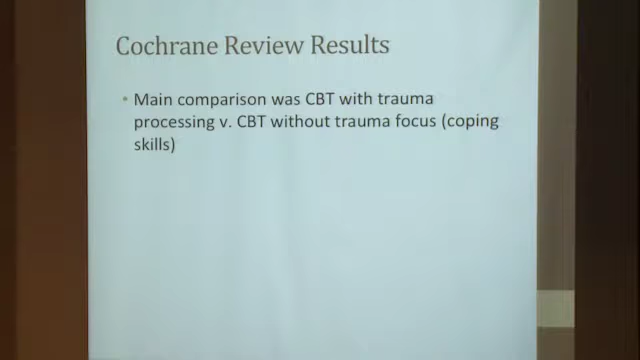 Cochrane Review Results
• Main comparison was CBT with trauma
processing v. CBT without trauma focus (coping
skills)